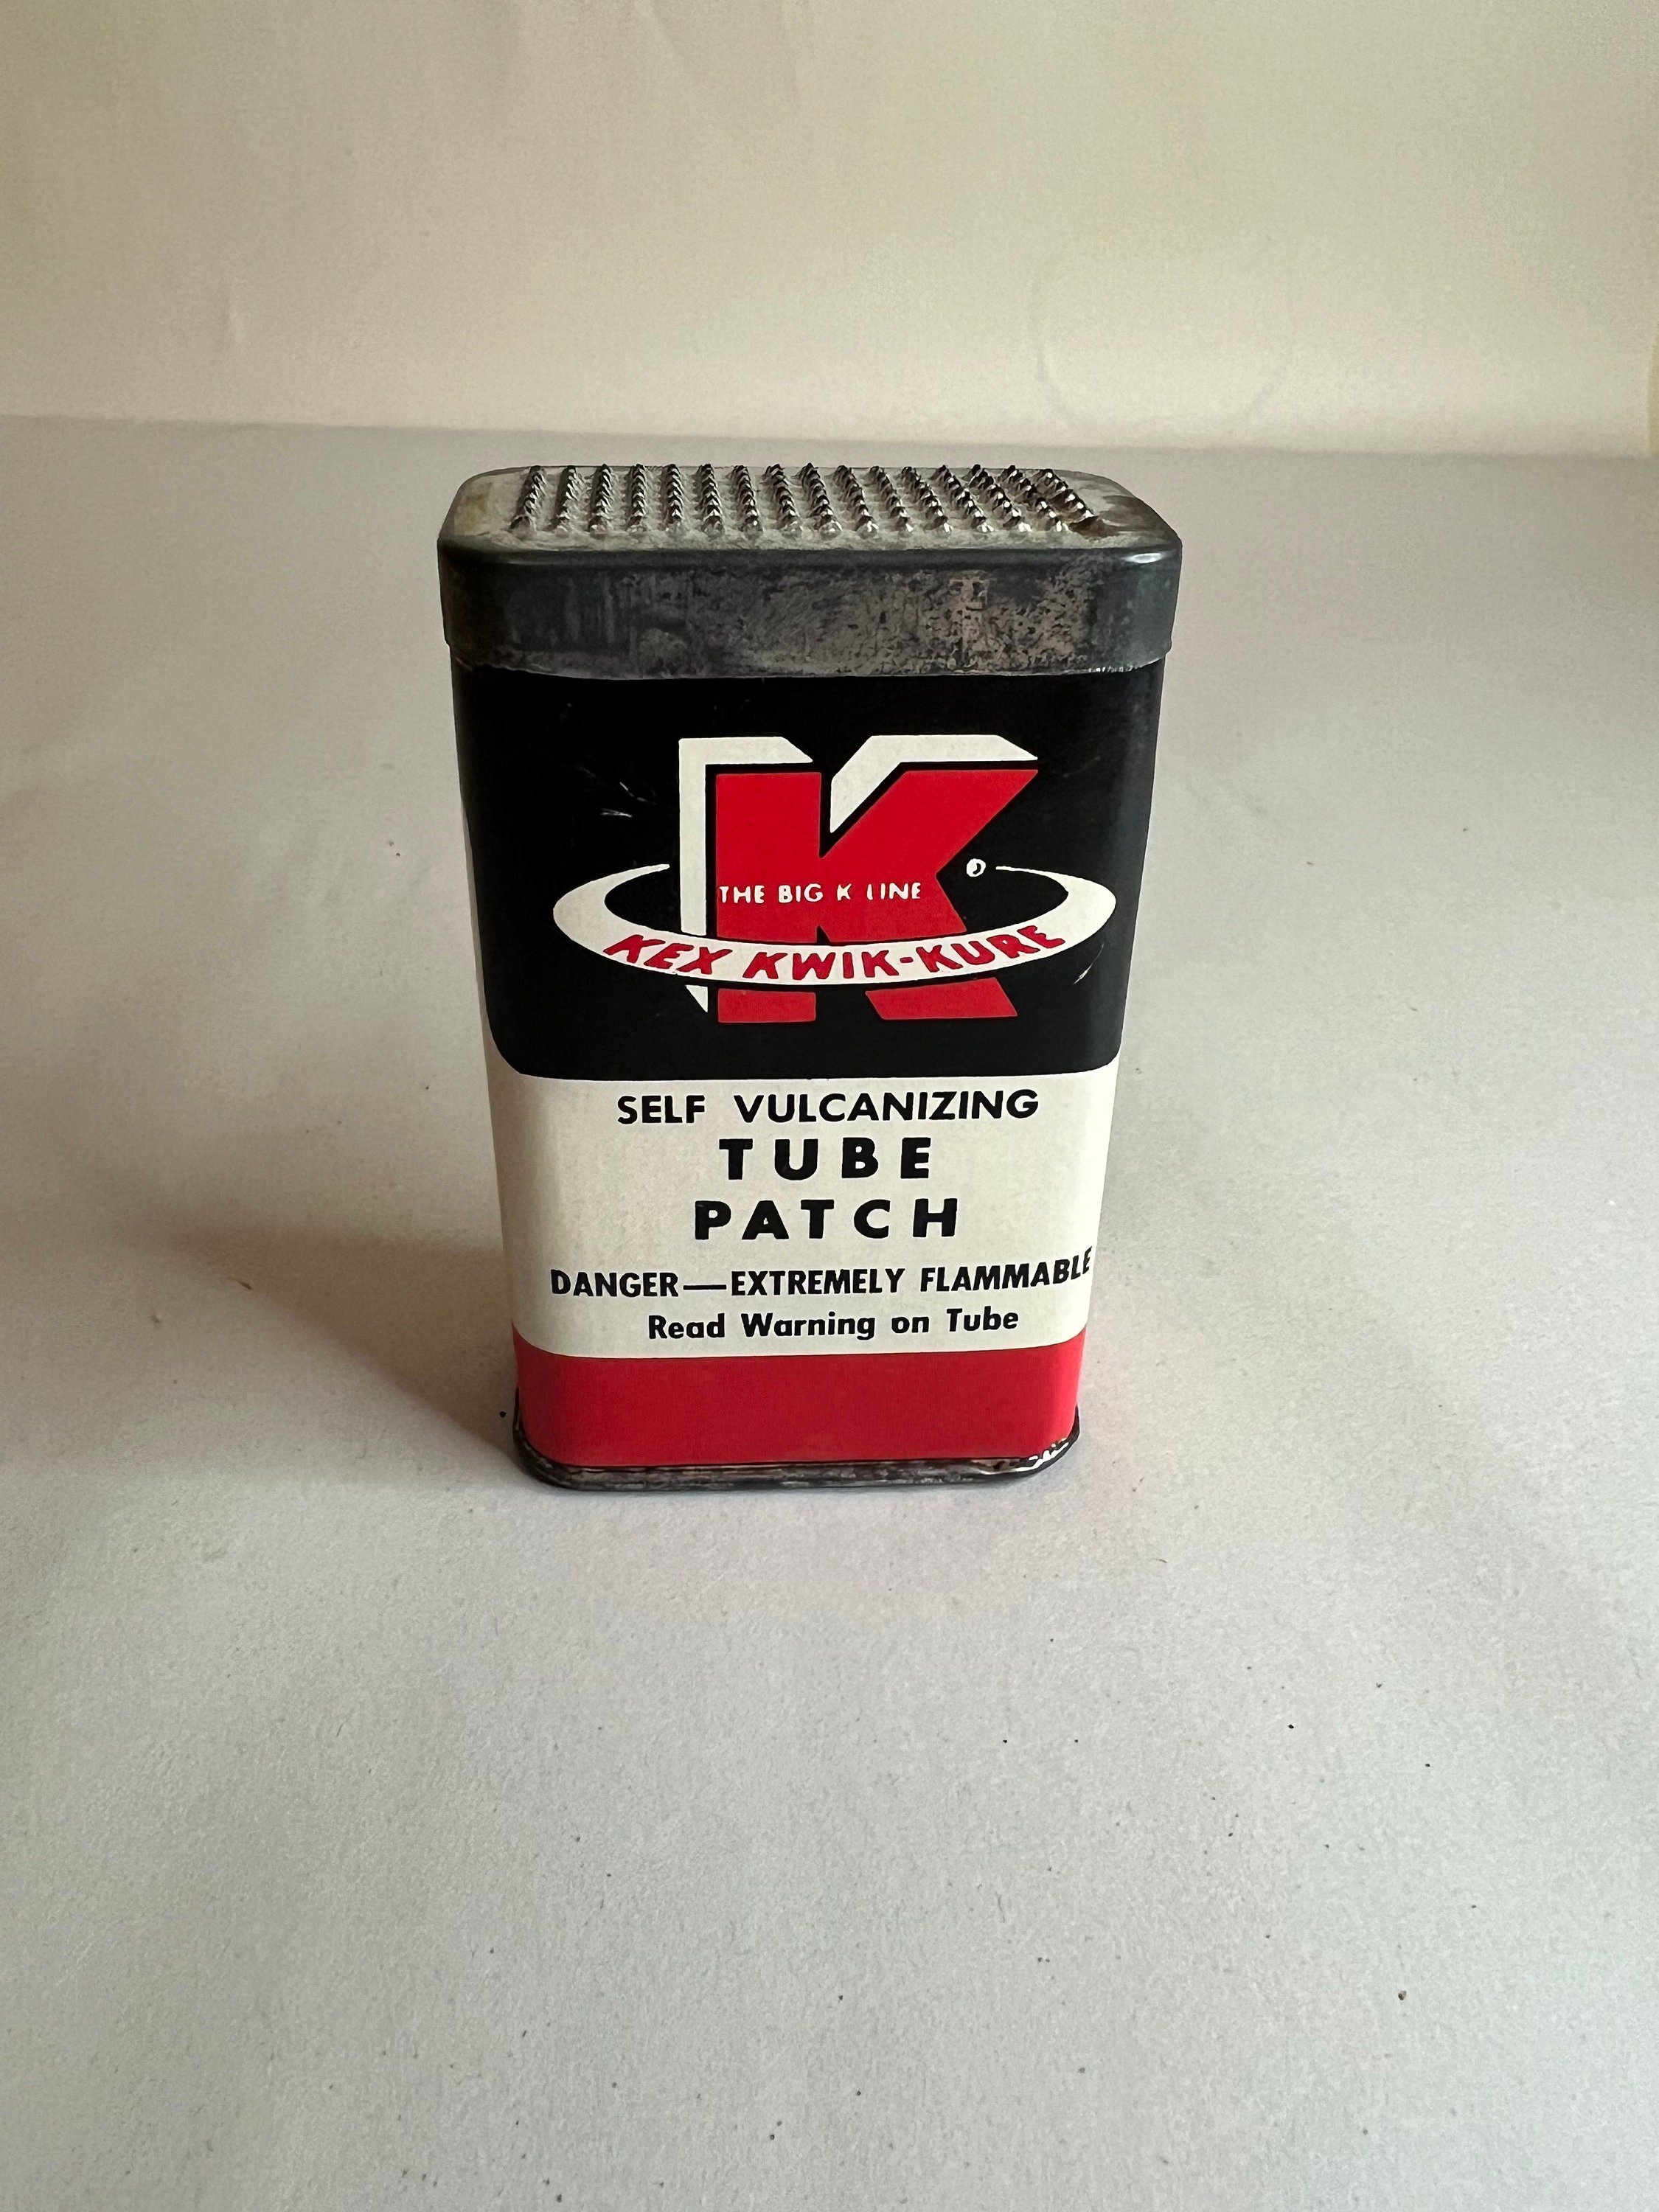 K
THE BIG K LINE
KEX KWIK-KURE
SELF VULCANIZING
TUBE
PATCH
DANGER—EXTREMELY FLAMMABLE
Read Warning on Tube